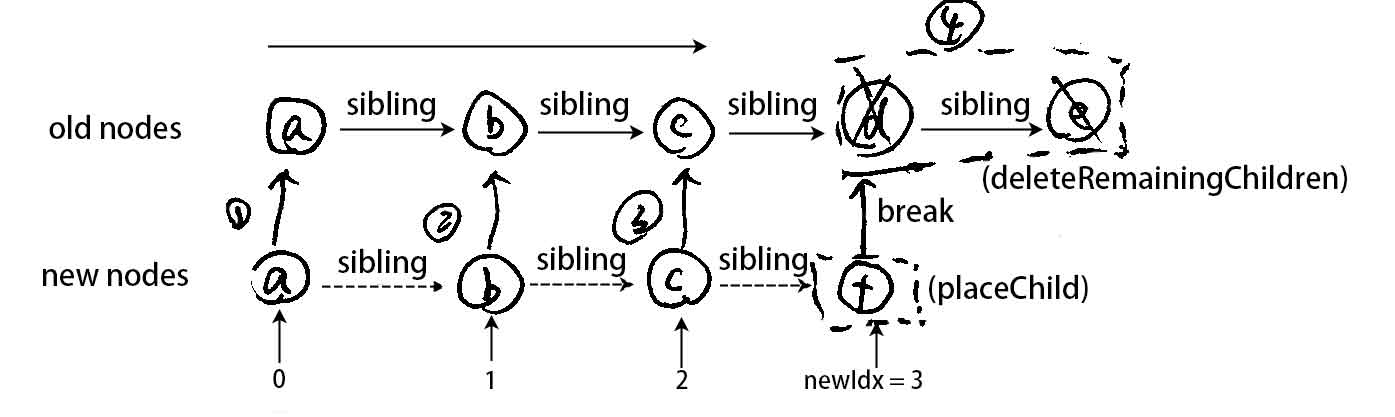 ④
old nodes a sibling b sibling c sibling d sibling e
(deleteRemainingChildren)
① ② ③ break
new nodes a sibling b sibling c sibling f (placeChild)
0 1 2 newIdx = 3